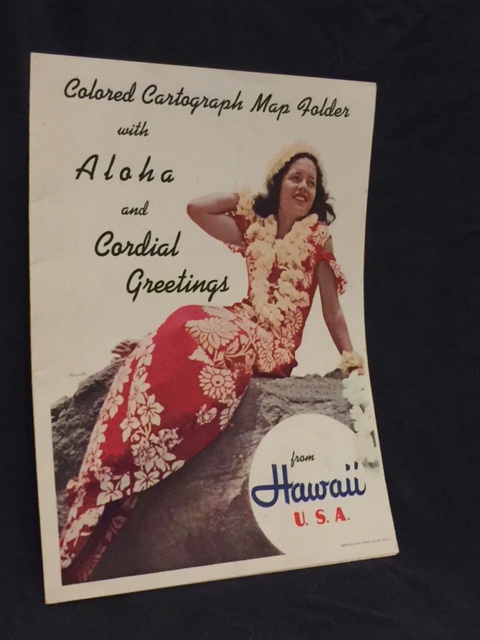 Colored Cartograph Map Folder
with
Aloha
and
Cordial
Greetings
from
Hawaii
U. S. A.